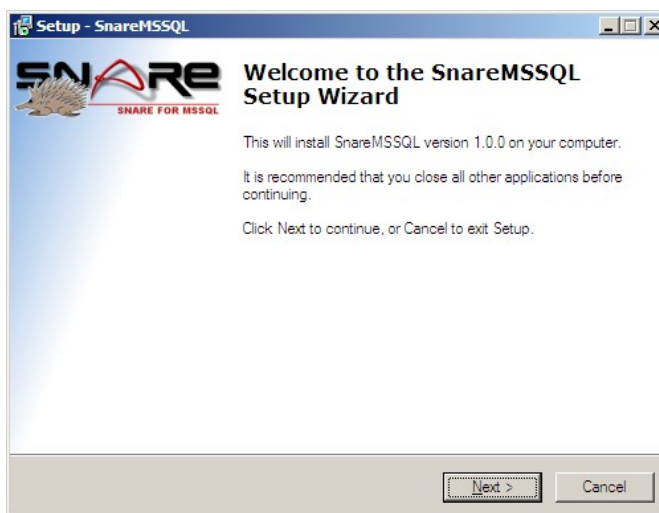 Setup - SnareMSSQL
SNARE
SNARE FOR MSSQL
Welcome to the SnareMSSQL
Setup Wizard
This will install SnareMSSQL version 1.0.0 on your computer.
It is recommended that you close all other applications before
continuing.
Click Next to continue, or Cancel to exit Setup.
Next >
Cancel